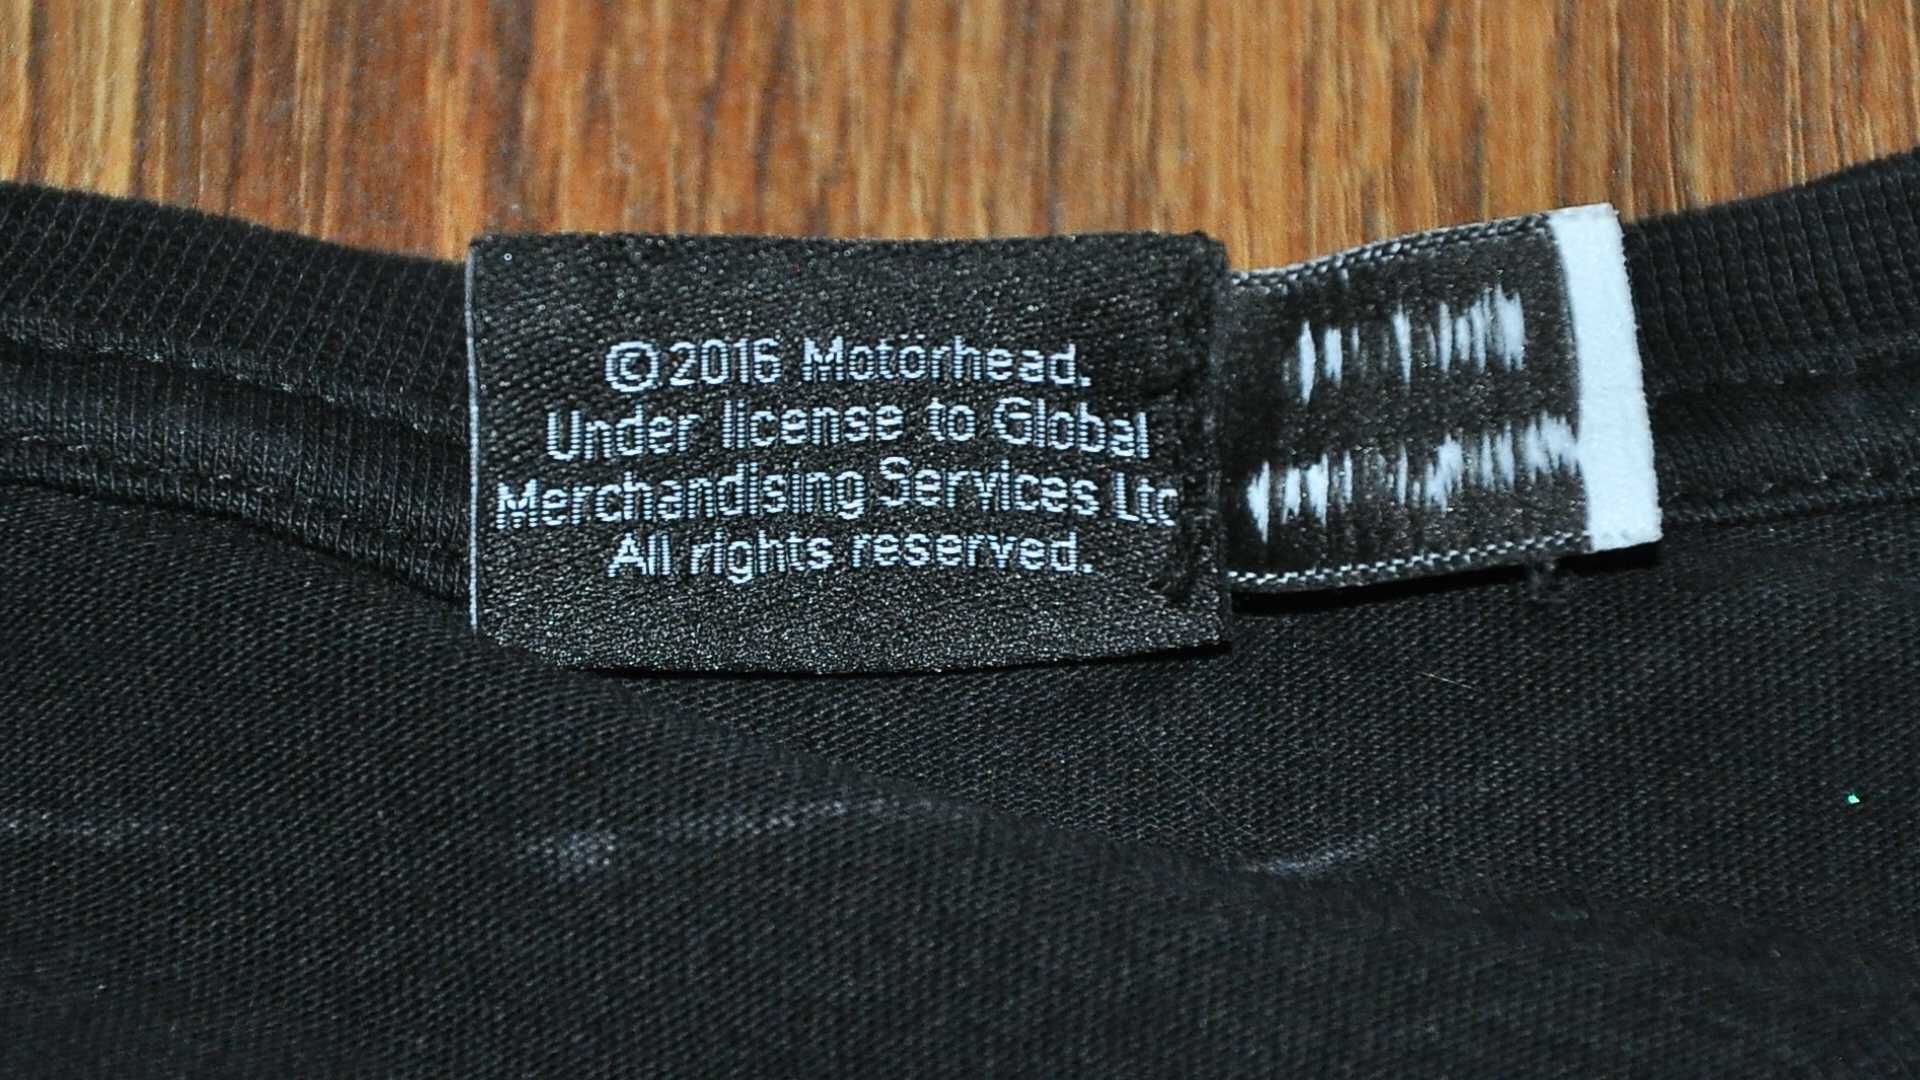 ©2016 Motörhead.
Under license to Global
Merchandising Services Ltd
All rights reserved.